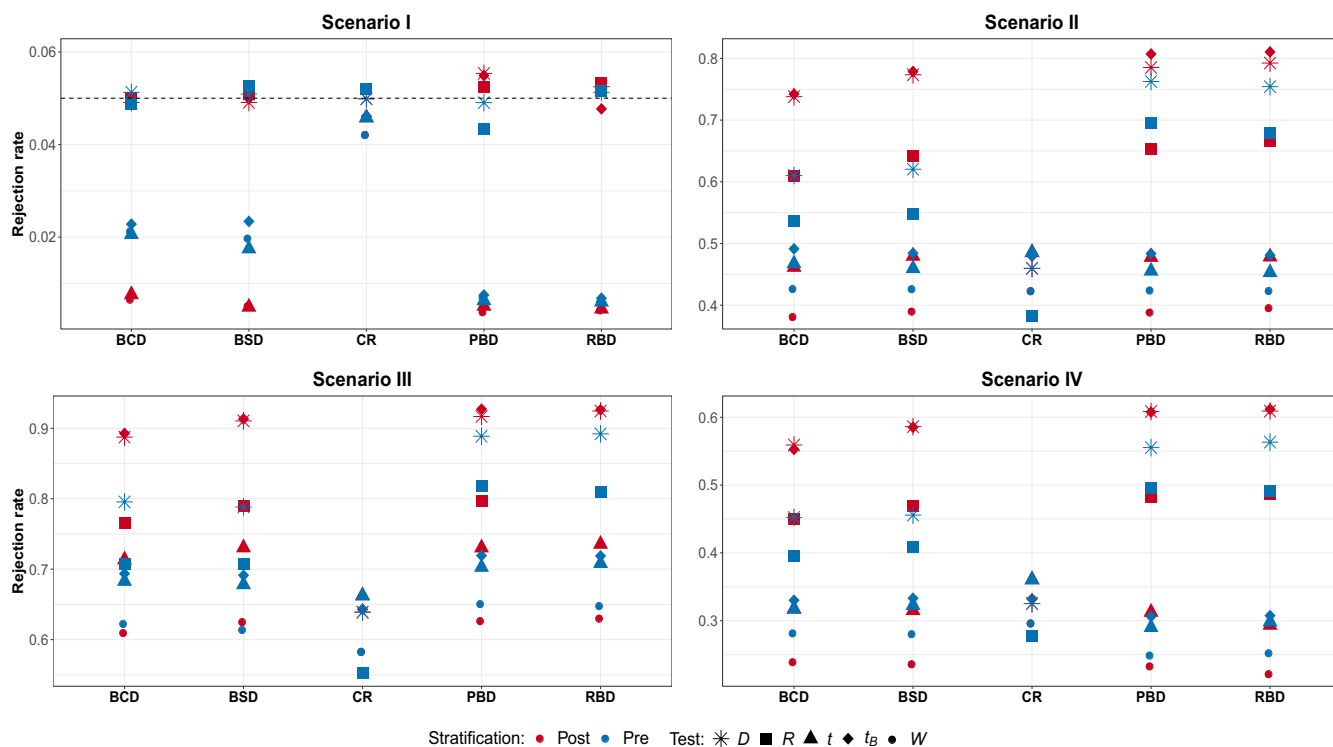 Scenario I
Scenario II
0.06
0.04
0.02
Rejection rate
BCD BSD CR PBD RBD
0.8
0.7
0.6
0.5
0.4
BCD BSD CR PBD RBD
Scenario III
Scenario IV
0.9
0.8
0.7
0.6
Rejection rate
BCD BSD CR PBD RBD
0.6
0.5
0.4
0.3
BCD BSD CR PBD RBD
Stratification: Post Pre Test: D R t t_B W